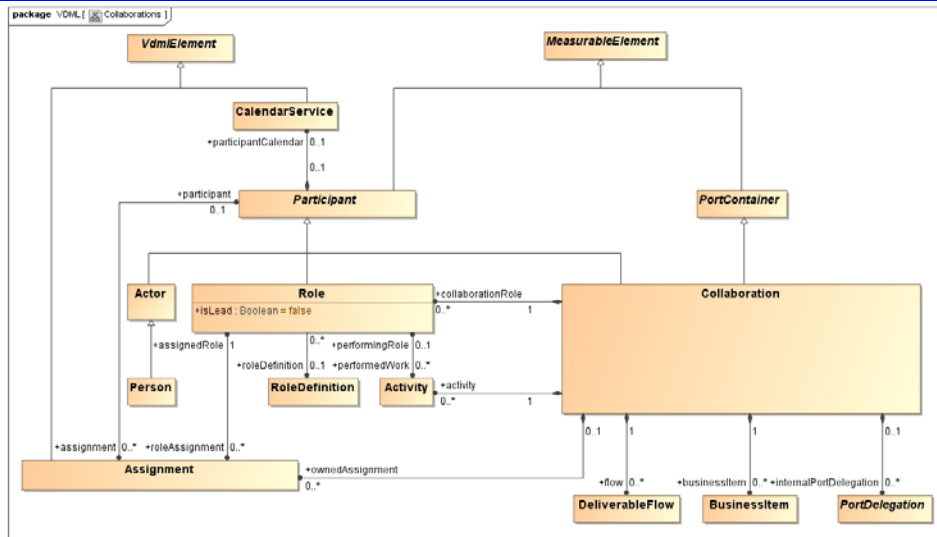 package VDML [ Collaborations ]
VdmlElement
MeasurableElement
CalendarService
+participantCalendar 0..1
0..1
+participant
0..1
Participant
PortContainer
Actor
Role
+isLead : Boolean = false
+collaborationRole
0..*
1
Collaboration
+assignedRole 1
0..*
+roleDefinition 0..1
+performingRole 0..1
+performedWork 0..*
Person
RoleDefinition
Activity
+activity
0..*
1
+assignment 0..*
+roleAssignment 0..*
Assignment
+ownedAssignment
0..*
0..1
1
1
0..1
+flow 0..*
+businessItem 0..*
+internalPortDelegation 0..*
DeliverableFlow
BusinessItem
PortDelegation